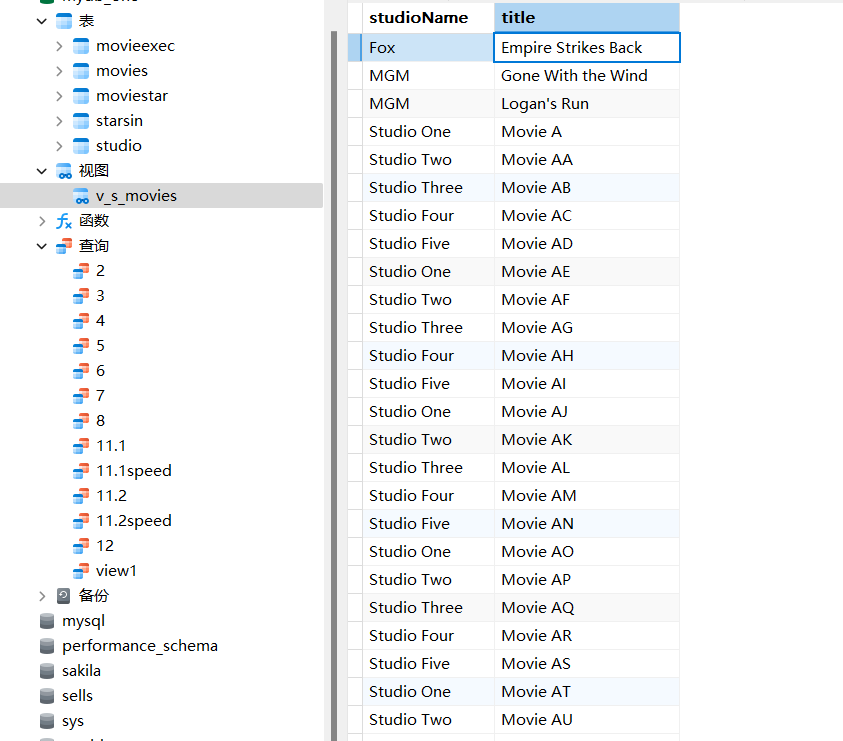 表
movieexec
movies
moviestar
starsin
studio
视图
v_s_movies
函数
查询
2
3
4
5
6
7
8
11.1
11.1speed
11.2
11.2speed
12
view1
备份
mysql
performance_schema
sakila
sells
sys
studioName title
Fox Empire Strikes Back
MGM Gone With the Wind
MGM Logan's Run
Studio One Movie A
Studio Two Movie AA
Studio Three Movie AB
Studio Four Movie AC
Studio Five Movie AD
Studio One Movie AE
Studio Two Movie AF
Studio Three Movie AG
Studio Four Movie AH
Studio Five Movie AI
Studio One Movie AJ
Studio Two Movie AK
Studio Three Movie AL
Studio Four Movie AM
Studio Five Movie AN
Studio One Movie AO
Studio Two Movie AP
Studio Three Movie AQ
Studio Four Movie AR
Studio Five Movie AS
Studio One Movie AT
Studio Two Movie AU